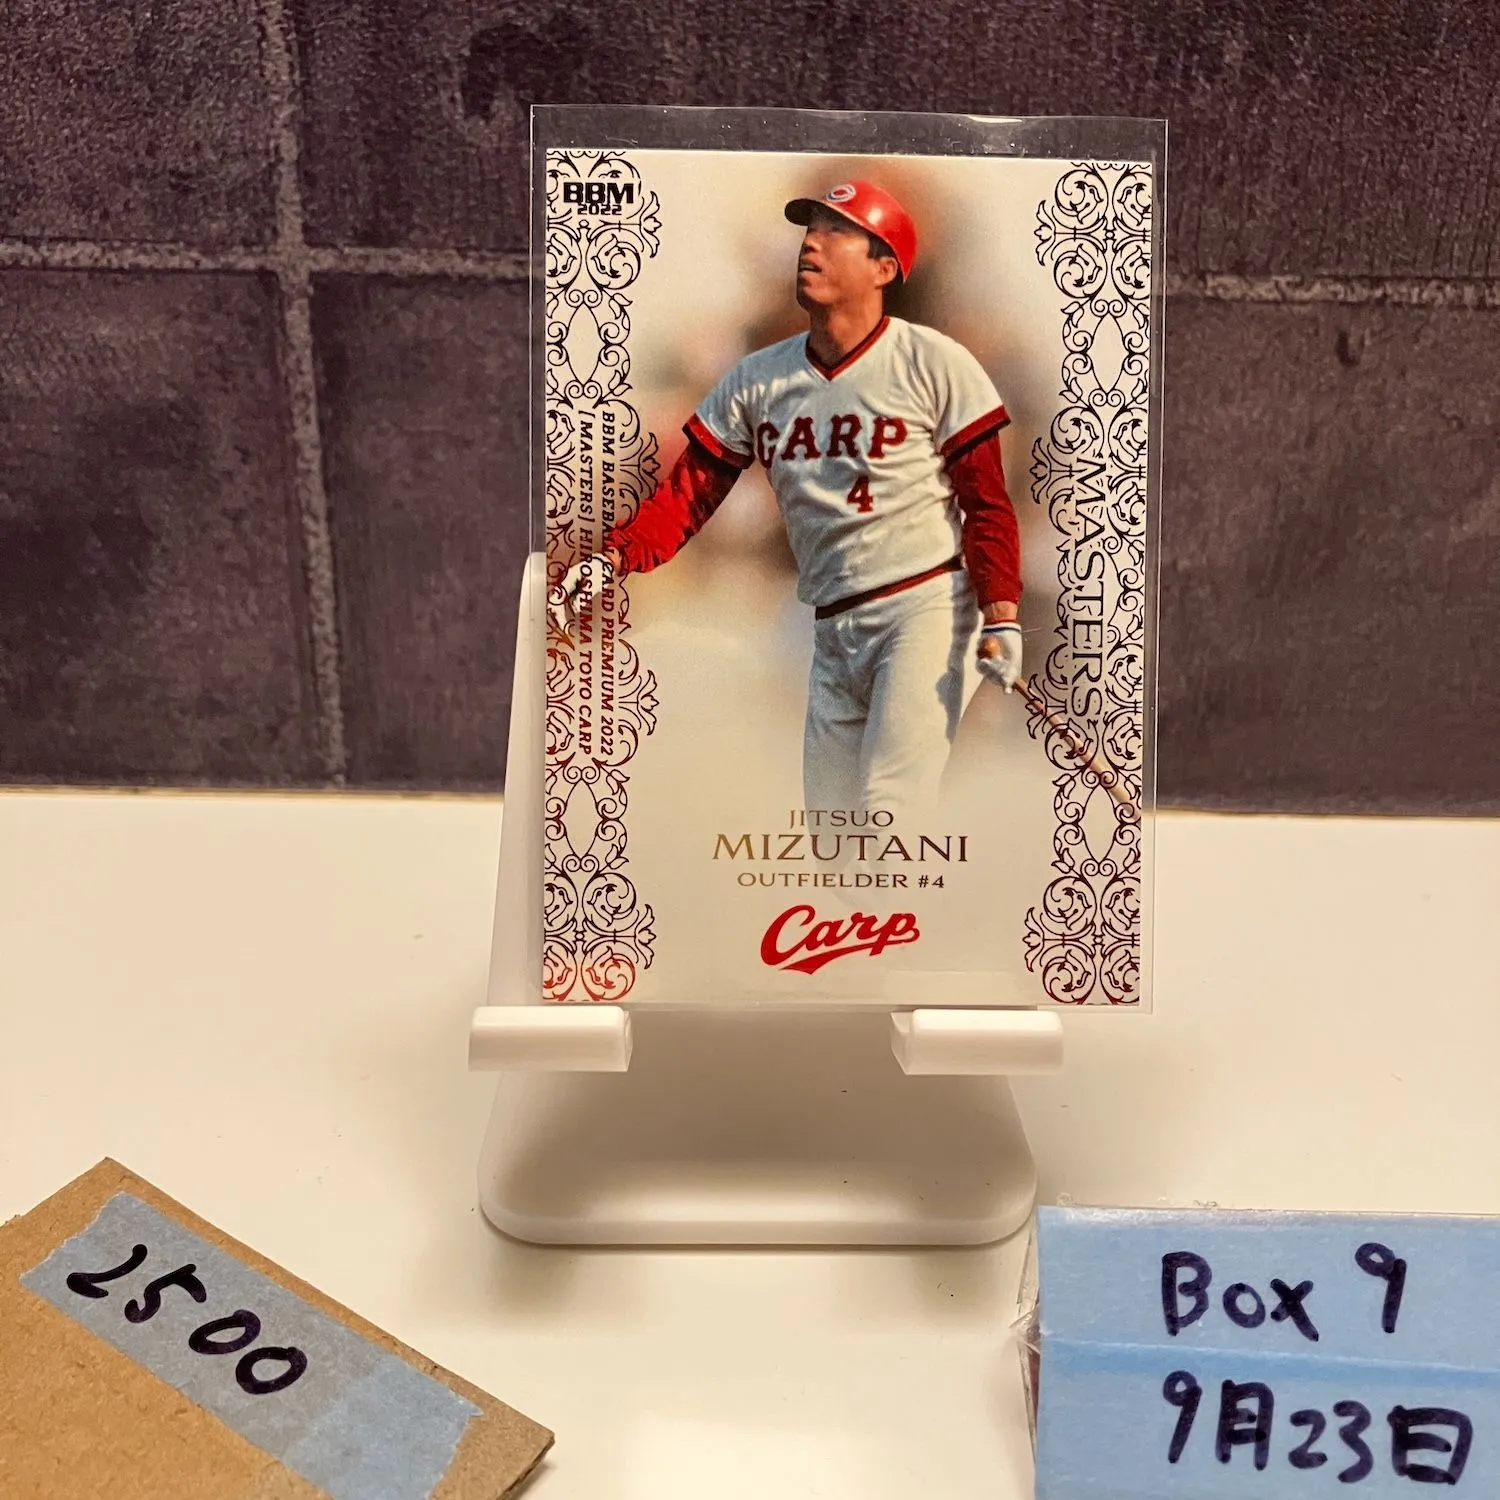 BBM
2022
BBM BASEBALL CARD PREMIUM 2022
[MASTERS] HIROSHIMA TOYO CARP
MASTERS
CARP
4
JITSUO
MIZUTANI
OUTFIELDER #4
Carp
2500
Box 9
9月23日